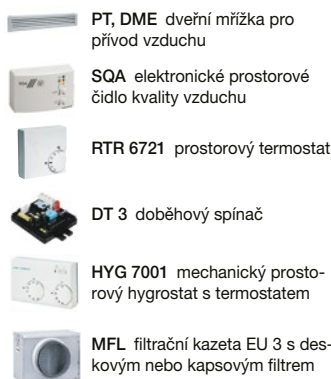 PT, DME dveřní mřížka pro
přívod vzduchu
SQA elektronické prostorové
čidlo kvality vzduchu
RTR 6721 prostorový termostat
DT 3 doběhový spínač
HYG 7001 mechanický prosto-
rový hygrostat s termostatem
MFL filtrační kazeta EU 3 s des-
kovým nebo kapsovým filtrem